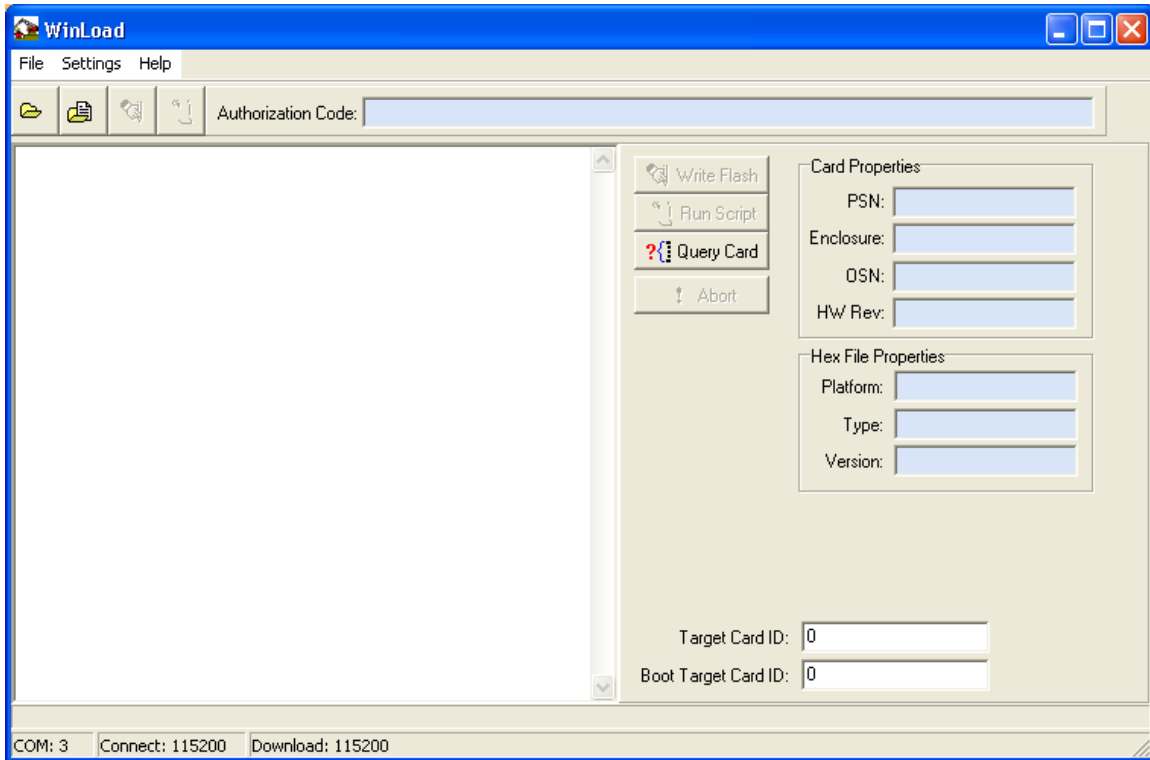 WinLoad
File Settings Help
Authorization Code:
Write Flash
Run Script
?{ Query Card
Abort
Card Properties
PSN:
Enclosure:
OSN:
HW Rev:
Hex File Properties
Platform:
Type:
Version:
Target Card ID: 0
Boot Target Card ID: 0
COM: 3 Connect: 115200 Download: 115200